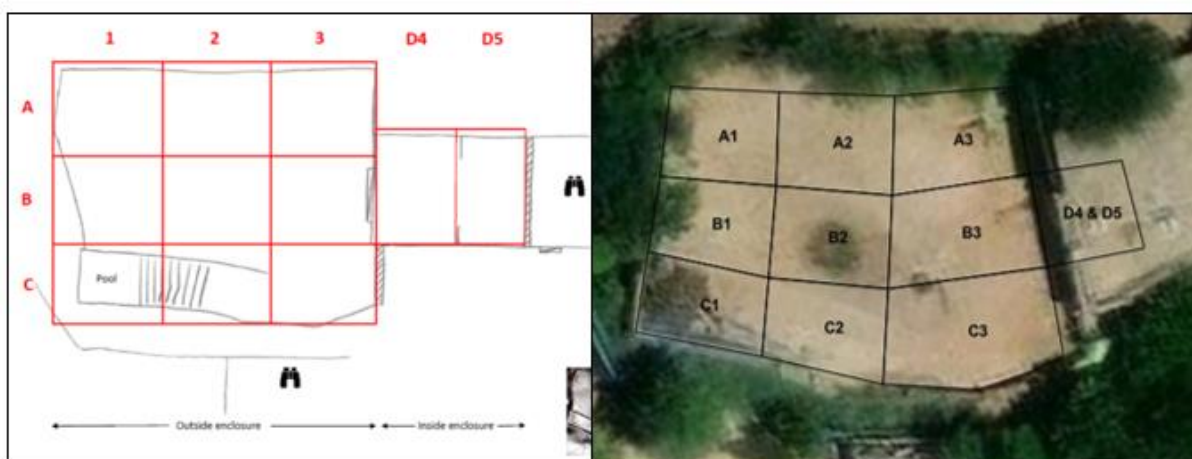 1 2 3 D4 D5
A
B
C
Pool
Outside enclosure
Inside enclosure
A1 A2 A3
B1 B2 B3
D4 & D5
C1 C2 C3